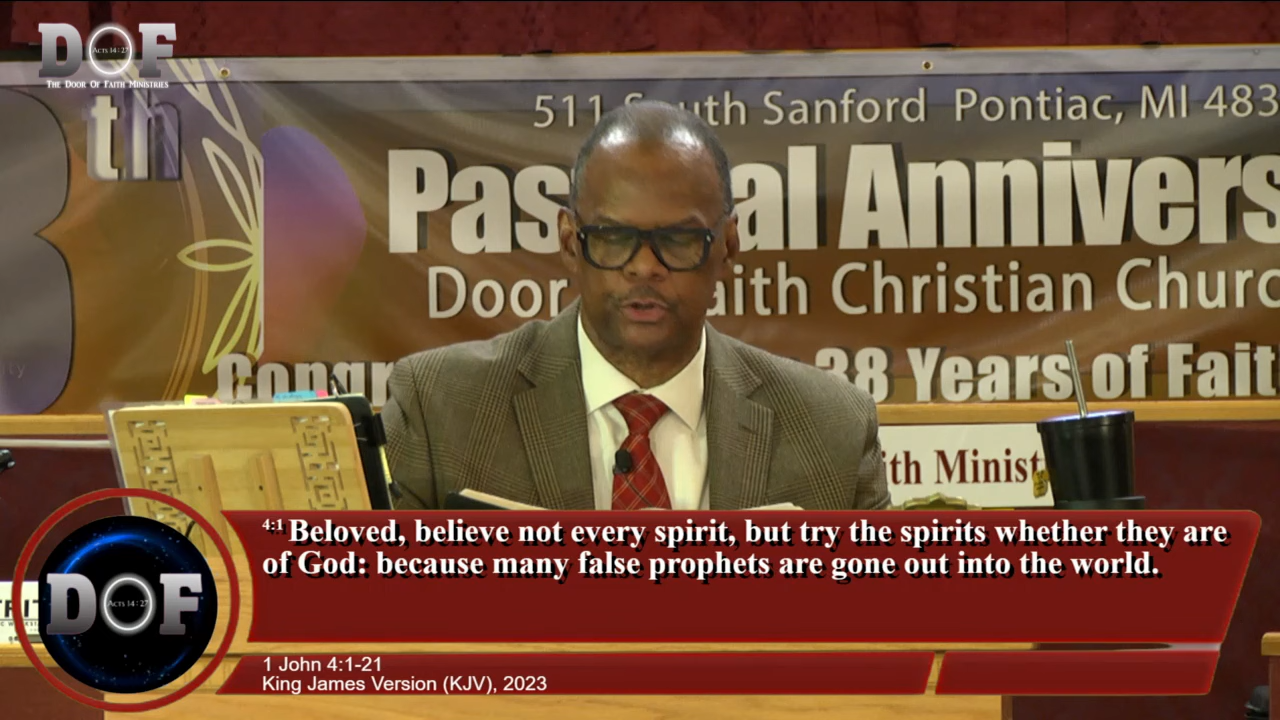 DOF
ACTS 14:27
THE DOOR OF FAITH MINISTRIES
th
511 South Sanford Pontiac, MI 483
Pas al Annivers
Door aith Christian Churc
Congr 38 Years of Fait
ith Minist
4:1 Beloved, believe not every spirit, but try the spirits whether they are
of God: because many false prophets are gone out into the world.
DOF
ACTS 14:27
1 John 4:1-21
King James Version (KJV), 2023